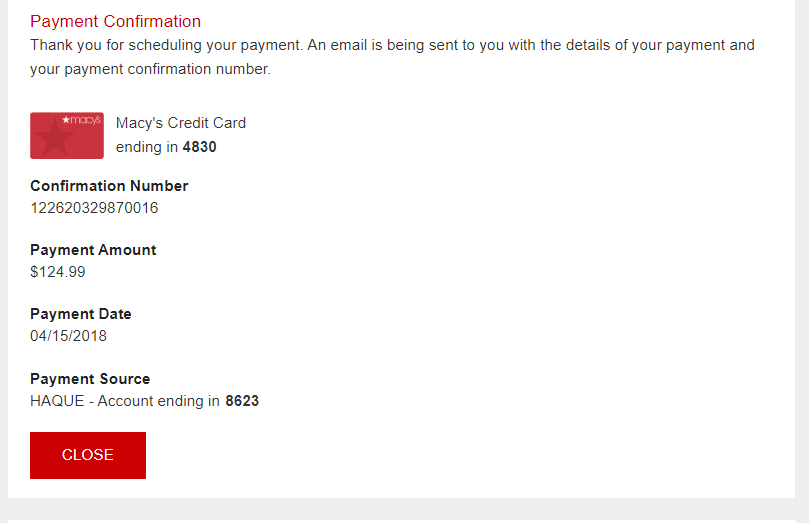 Payment Confirmation
Thank you for scheduling your payment. An email is being sent to you with the details of your payment and
your payment confirmation number.
macys
Macy's Credit Card
ending in 4830
Confirmation Number
122620329870016
Payment Amount
$124.99
Payment Date
04/15/2018
Payment Source
HAQUE - Account ending in 8623
CLOSE